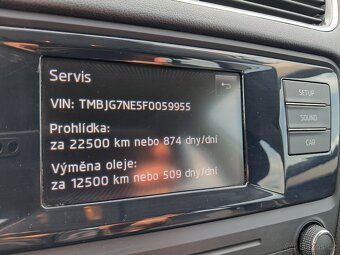 Servis
VIN: TMBJG7NE5F0059955
Prohlídka:
za 22500 km nebo 874 dny/dní
Výměna oleje:
za 12500 km nebo 509 dny/dní
SETUP
SOUND
CAR